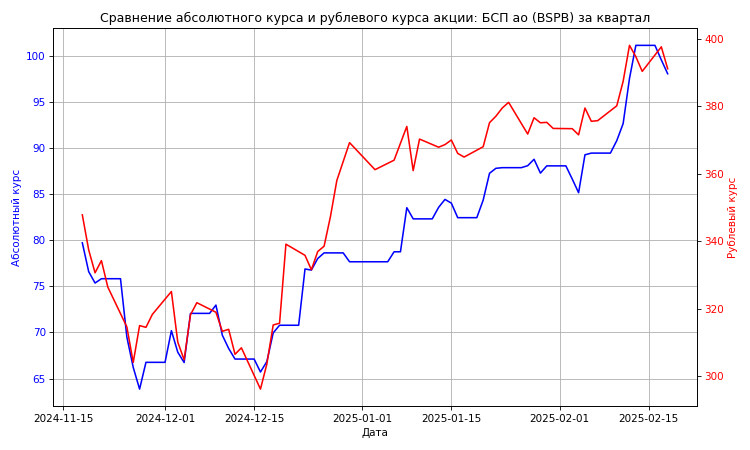 Сравнение абсолютного курса и рублевого курса акции: БСП ао (BSPB) за квартал
Абсолютный курс
100
95
90
85
80
75
70
65
400
380
360
340
320
300
Рублевый курс
2024-11-15 2024-12-01 2024-12-15 2025-01-01 2025-01-15 2025-02-01 2025-02-15
Дата